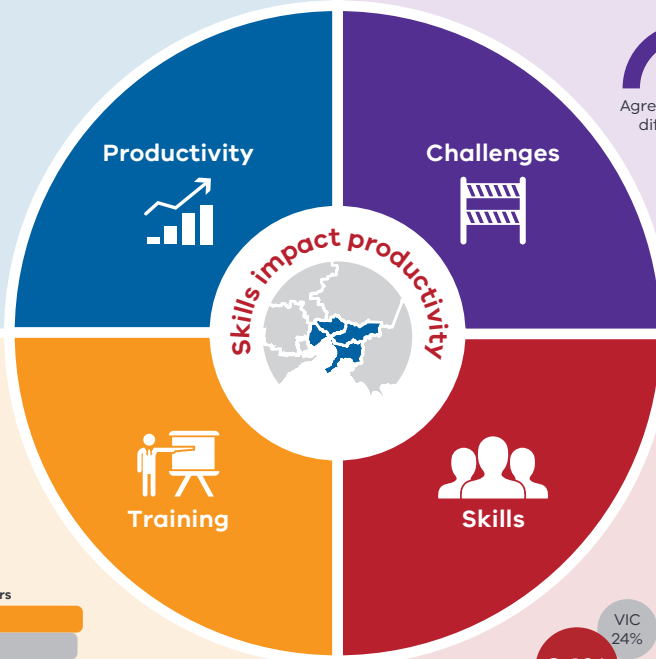 Productivity
Challenges
Skills impact productivity
Training
Skills
VIC
24%